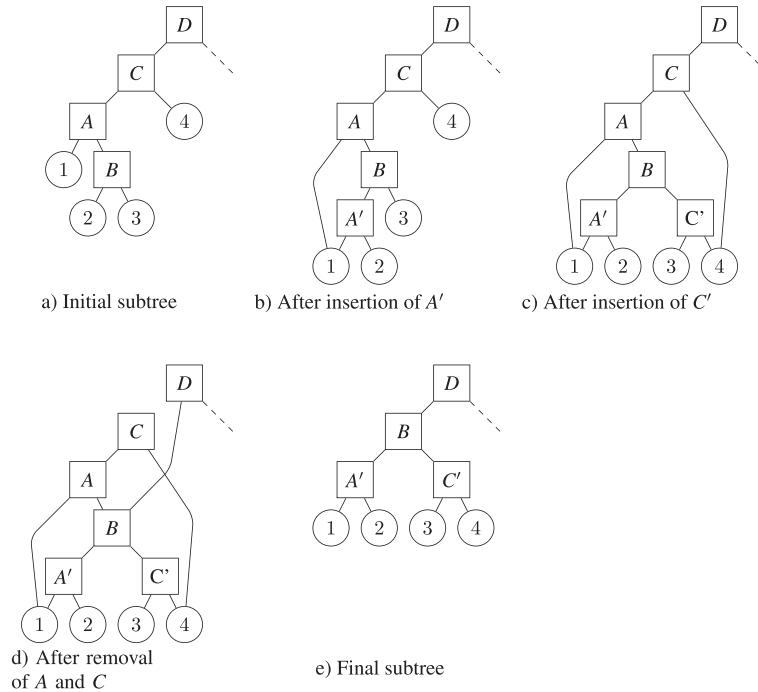 D
C
A 4
1 B
2 3
a) Initial subtree
D
C
A 4
B
A′ 3
1 2
b) After insertion of A′
D
C
A
B
A′ C’
1 2 3 4
c) After insertion of C′
D
C
A
B
A′ C’
1 2 3 4
d) After removal
of A and C
D
B
A′ C′
1 2 3 4
e) Final subtree